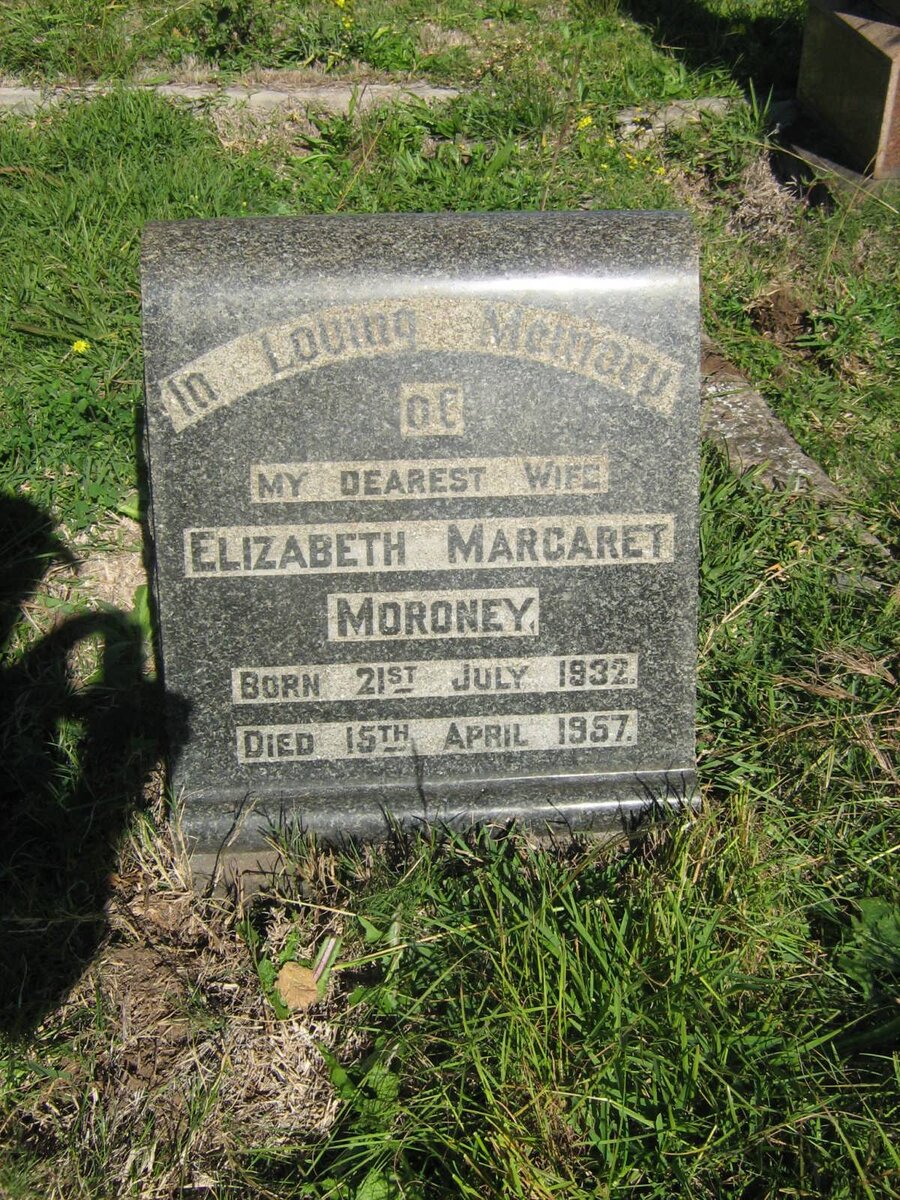 In Loving Memory
of
MY DEAREST WIFE
ELIZABETH MARGARET
MORONEY.
BORN 21ST JULY 1932.
DIED 15TH APRIL 1957.